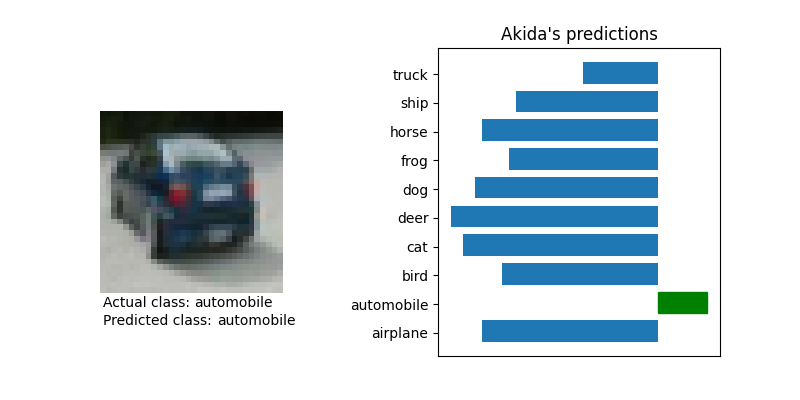 Akida's predictions
truck
ship
horse
frog
dog
deer
cat
bird
automobile
airplane
Actual class: automobile
Predicted class: automobile